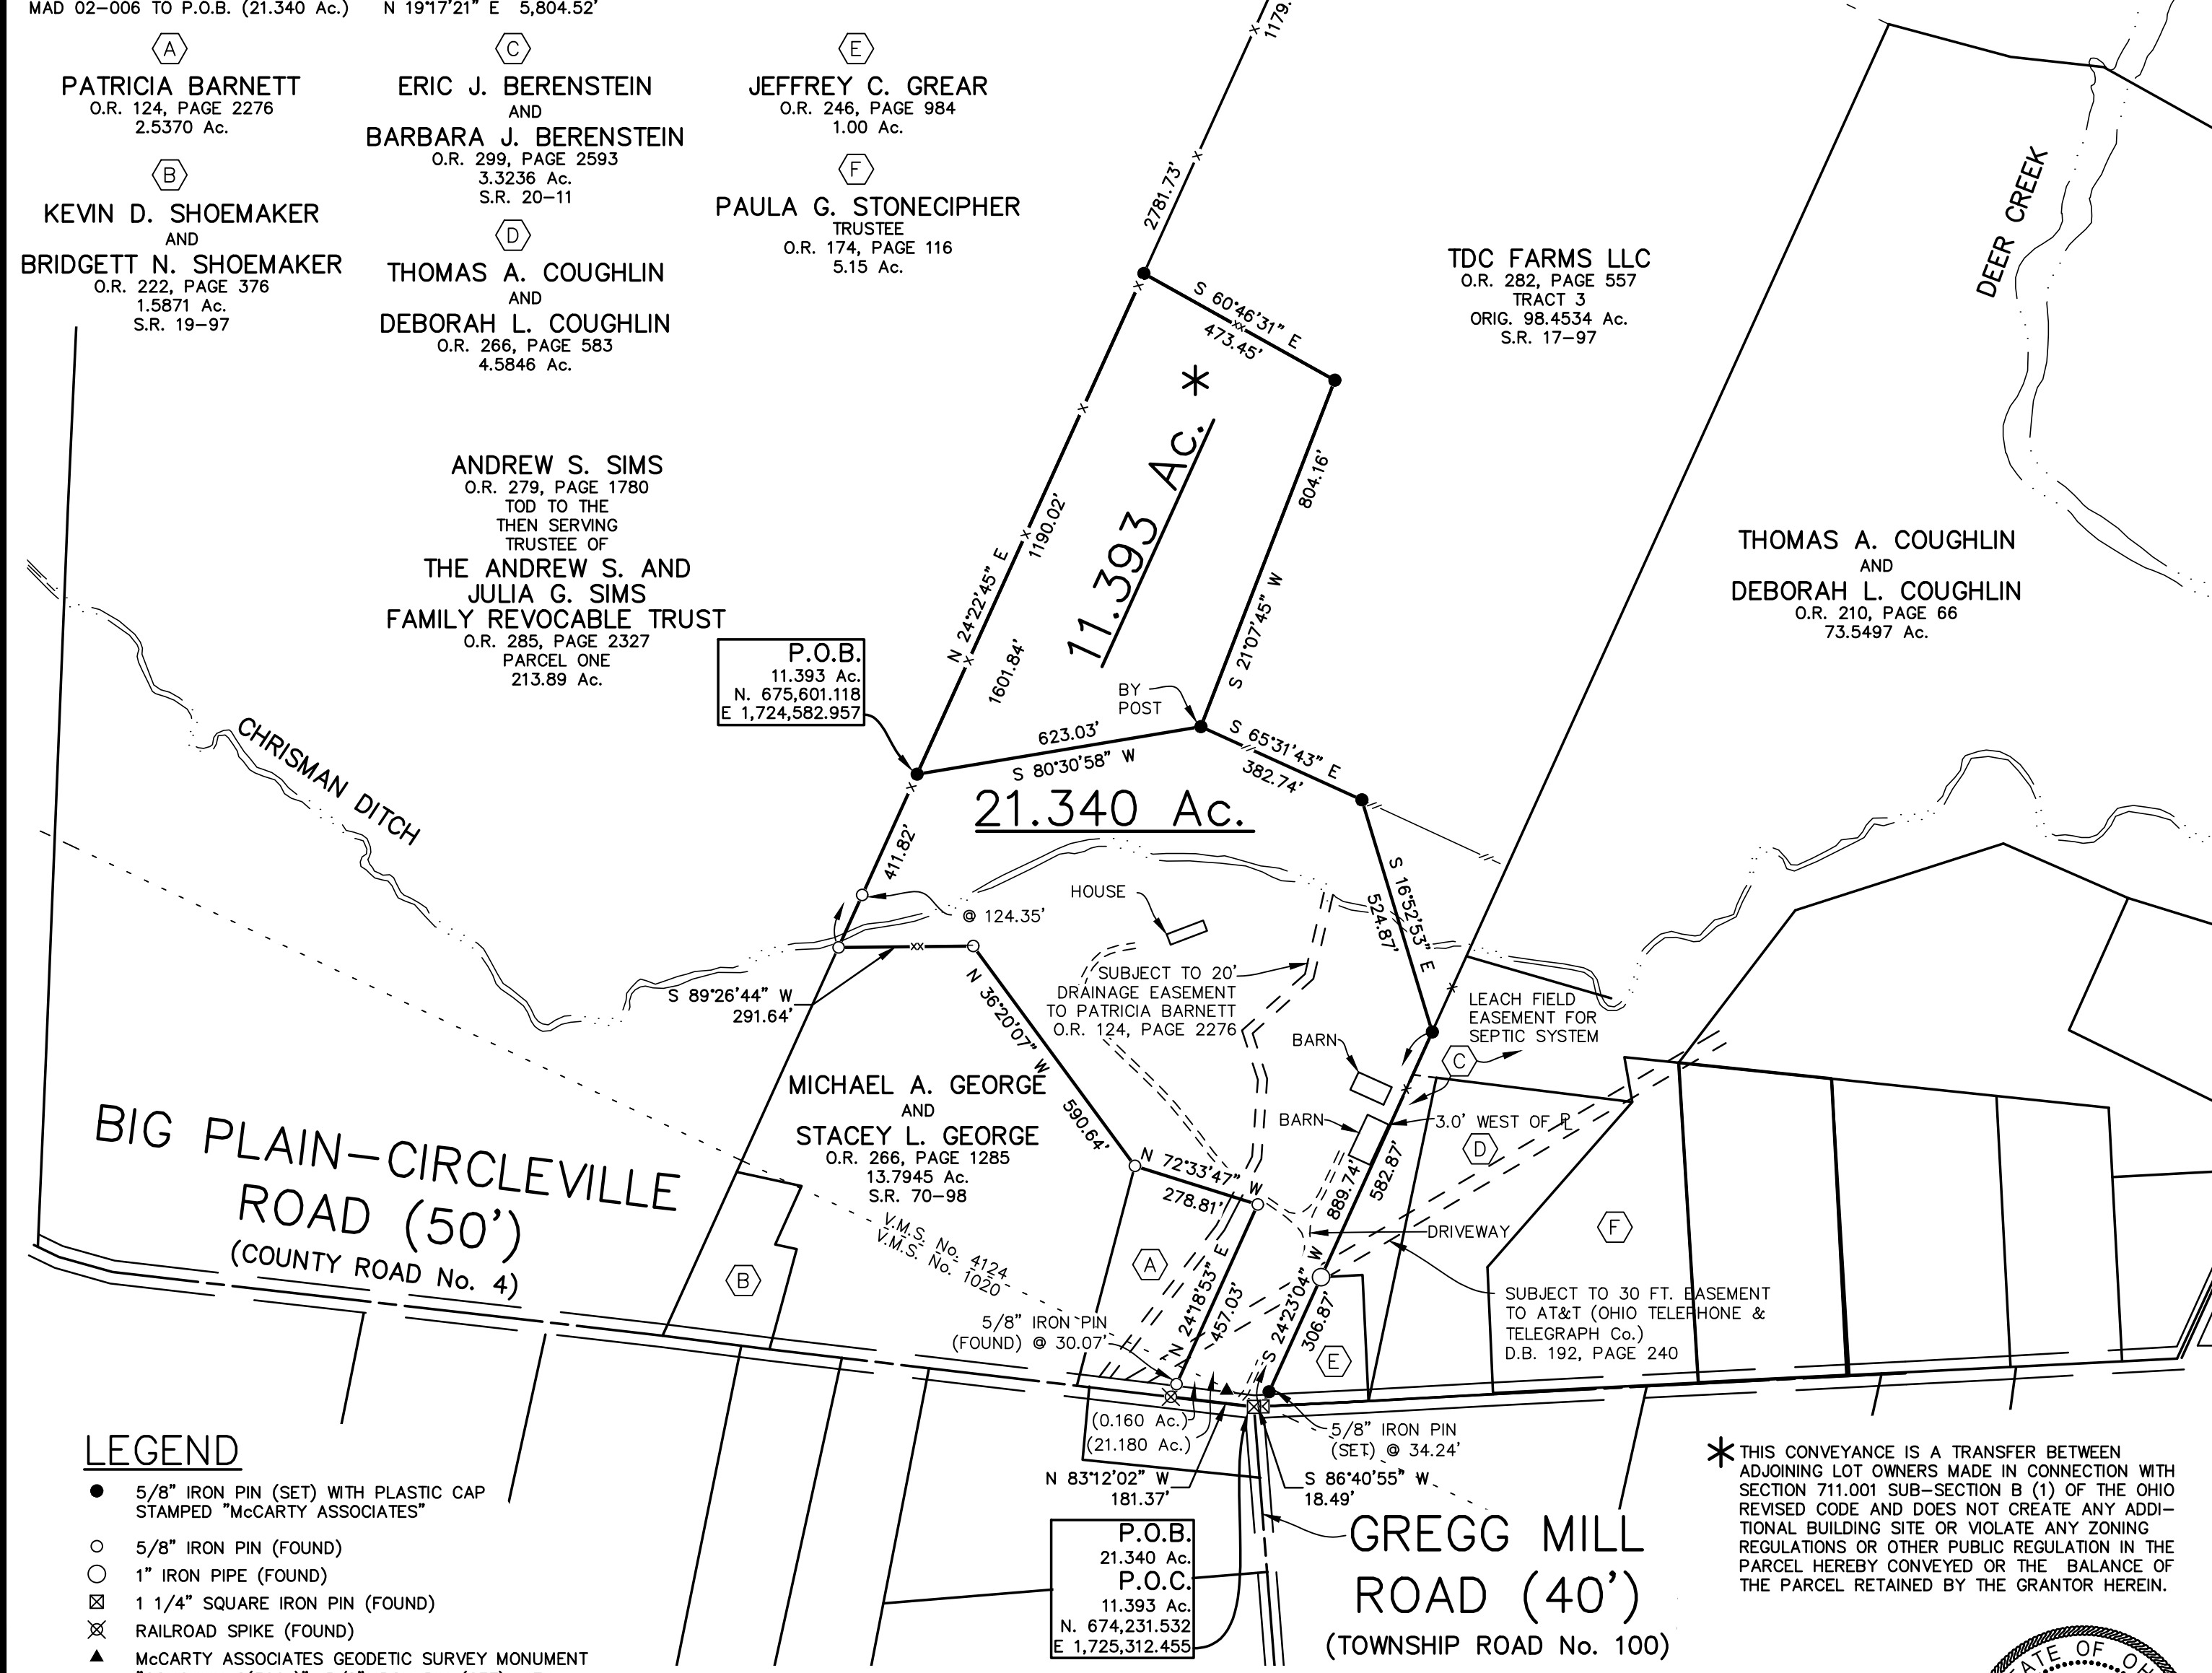 MAD 02-006 TO P.O.B. (21.340 Ac.) N 19°17'21" E 5,804.52'
A
PATRICIA BARNETT
O.R. 124, PAGE 2276
2.5370 Ac.
B
KEVIN D. SHOEMAKER
AND
BRIDGETT N. SHOEMAKER
O.R. 222, PAGE 376
1.5871 Ac.
S.R. 19-97
C
ERIC J. BERENSTEIN
AND
BARBARA J. BERENSTEIN
O.R. 299, PAGE 2593
3.3236 Ac.
S.R. 20-11
D
THOMAS A. COUGHLIN
AND
DEBORAH L. COUGHLIN
O.R. 266, PAGE 583
4.5846 Ac.
E
JEFFREY C. GREAR
O.R. 246, PAGE 984
1.00 Ac.
F
PAULA G. STONECIPHER
TRUSTEE
O.R. 174, PAGE 116
5.15 Ac.
1179.
2781.73'
S 60°46'31" E
473.45'
TDC FARMS LLC
O.R. 282, PAGE 557
TRACT 3
ORIG. 98.4534 Ac.
S.R. 17-97
DEER CREEK
ANDREW S. SIMS
O.R. 279, PAGE 1780
TOD TO THE
THEN SERVING
TRUSTEE OF
THE ANDREW S. AND
JULIA G. SIMS
FAMILY REVOCABLE TRUST
O.R. 285, PAGE 2327
PARCEL ONE
213.89 Ac.
11.393 Ac. *
804.16'
S 21°07'45" W
N 24°22'45" E
1190.02'
1601.84'
THOMAS A. COUGHLIN
AND
DEBORAH L. COUGHLIN
O.R. 210, PAGE 66
73.5497 Ac.
P.O.B.
11.393 Ac.
N. 675,601.118
E 1,724,582.957
BY
POST
623.03'
S 80°30'58" W
S 65°31'43" E
382.74'
21.340 Ac.
CHRISMAN DITCH
411.82'
@ 124.35'
HOUSE
S 16°52'53" E
524.87'
S 89°26'44" W
291.64'
N 36°20'07" W
590.64'
SUBJECT TO 20'
DRAINAGE EASEMENT
TO PATRICIA BARNETT
O.R. 124, PAGE 2276
LEACH FIELD
EASEMENT FOR
SEPTIC SYSTEM
BARN
C
BARN
3.0' WEST OF PL
D
MICHAEL A. GEORGE
AND
STACEY L. GEORGE
O.R. 266, PAGE 1285
13.7945 Ac.
S.R. 70-98
BIG PLAIN-CIRCLEVILLE
ROAD (50')
(COUNTY ROAD No. 4)
N 72°33'47" W
278.81'
889.74'
582.87'
V.M.S. No. 4124
V.M.S. No. 1020
DRIVEWAY
F
A
B
N 24°18'53" E
457.03'
S 24°23'04" W
306.87'
E
SUBJECT TO 30 FT. EASEMENT
TO AT&T (OHIO TELEPHONE &
TELEGRAPH Co.)
D.B. 192, PAGE 240
5/8" IRON PIN
(FOUND) @ 30.07'
(0.160 Ac.)
(21.180 Ac.)
5/8" IRON PIN
(SET) @ 34.24'
N 83°12'02" W
181.37'
S 86°40'55" W
18.49'
P.O.B.
21.340 Ac.
P.O.C.
11.393 Ac.
N. 674,231.532
E 1,725,312.455
GREGG MILL
ROAD (40')
(TOWNSHIP ROAD No. 100)
LEGEND
5/8" IRON PIN (SET) WITH PLASTIC CAP
STAMPED "McCARTY ASSOCIATES"
5/8" IRON PIN (FOUND)
1" IRON PIPE (FOUND)
1 1/4" SQUARE IRON PIN (FOUND)
RAILROAD SPIKE (FOUND)
McCARTY ASSOCIATES GEODETIC SURVEY MONUMENT
* THIS CONVEYANCE IS A TRANSFER BETWEEN
ADJOINING LOT OWNERS MADE IN CONNECTION WITH
SECTION 711.001 SUB-SECTION B (1) OF THE OHIO
REVISED CODE AND DOES NOT CREATE ANY ADDI-
TIONAL BUILDING SITE OR VIOLATE ANY ZONING
REGULATIONS OR OTHER PUBLIC REGULATION IN THE
PARCEL HEREBY CONVEYED OR THE BALANCE OF
THE PARCEL RETAINED BY THE GRANTOR HEREIN.
ATE OF OH